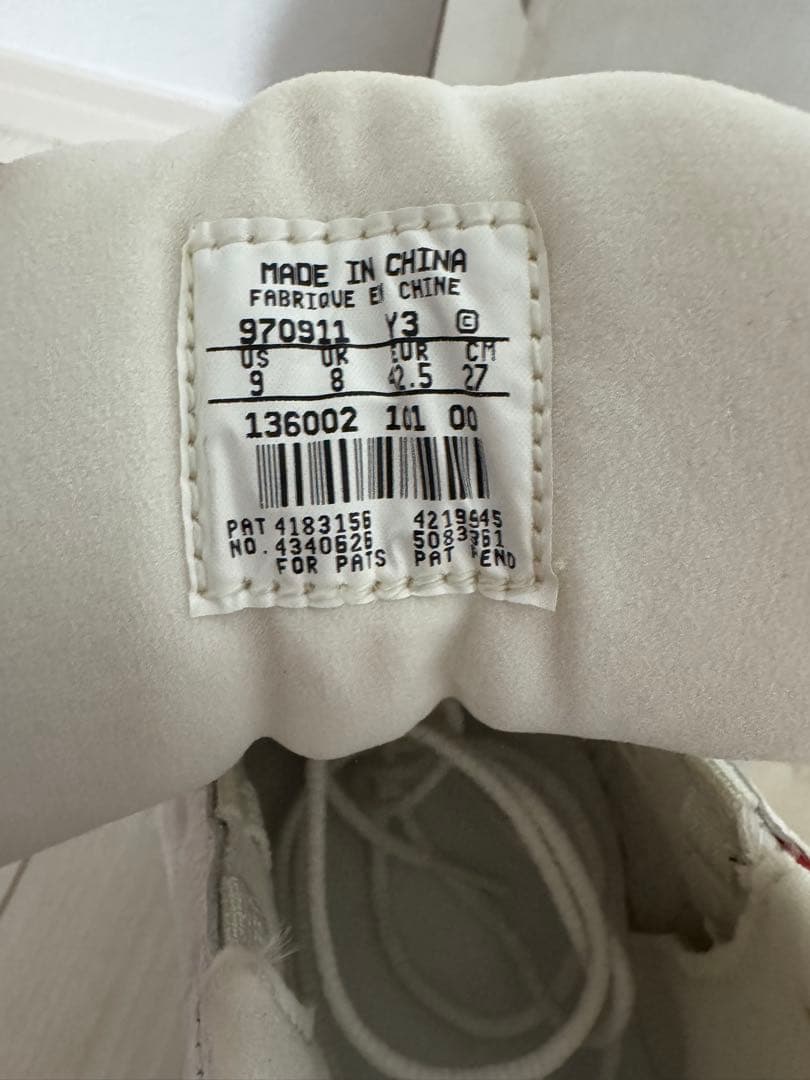 MADE IN CHINA
FABRIQUE EN CHINE
970911 Y3 ©
US UK EUR CM
9 8 42.5 27
136002 101 00
PAT 4183156 4219945
NO. 4340626 5083361
FOR PATS PAT PEND